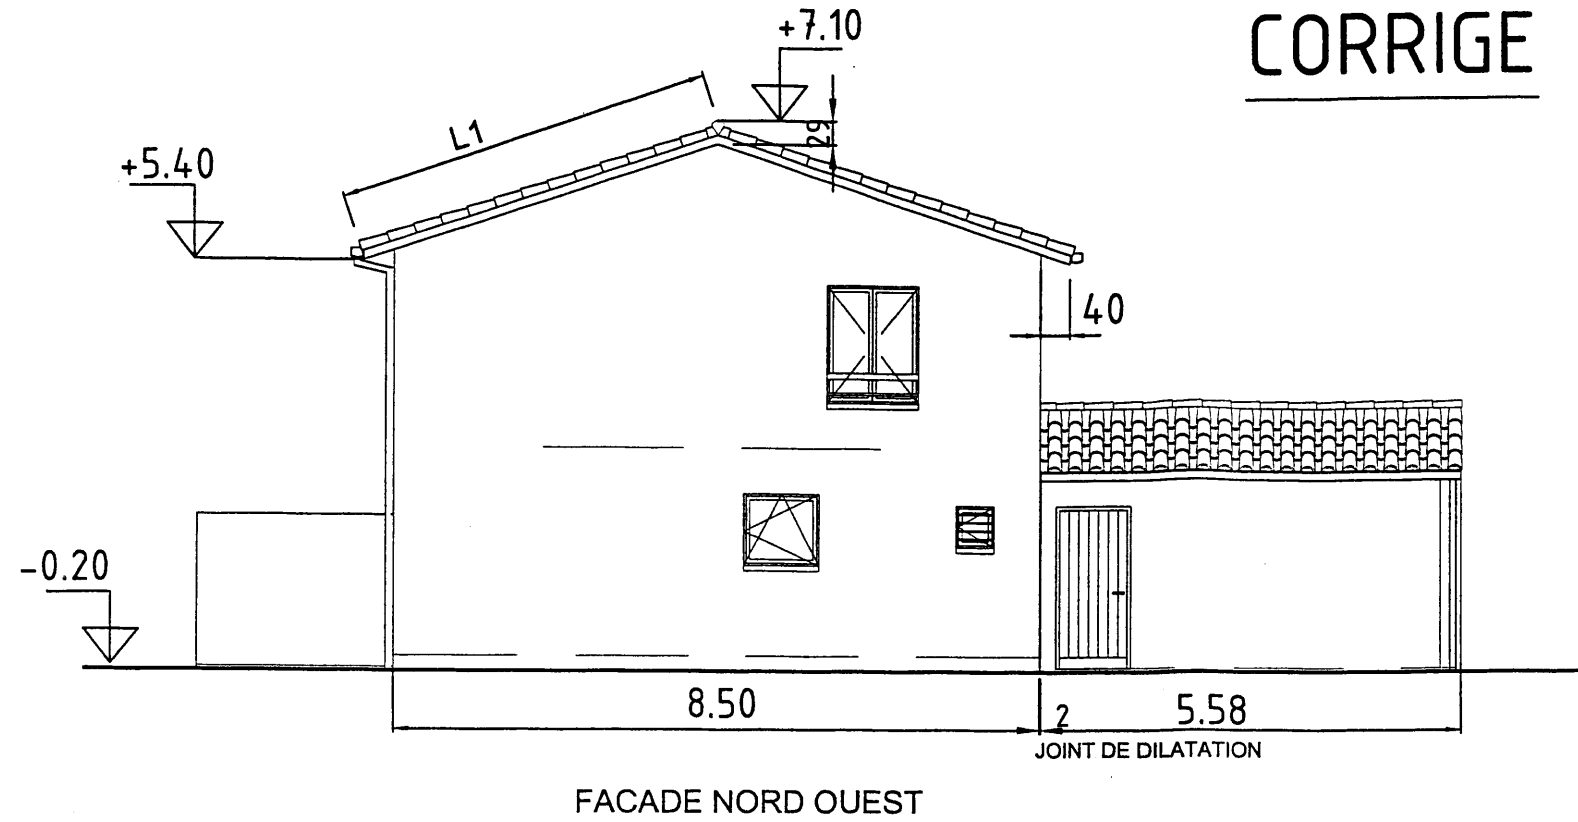 CORRIGE
+7.10
L1
29
+5.40
40
-0.20
8.50
2
5.58
JOINT DE DILATATION
FACADE NORD OUEST